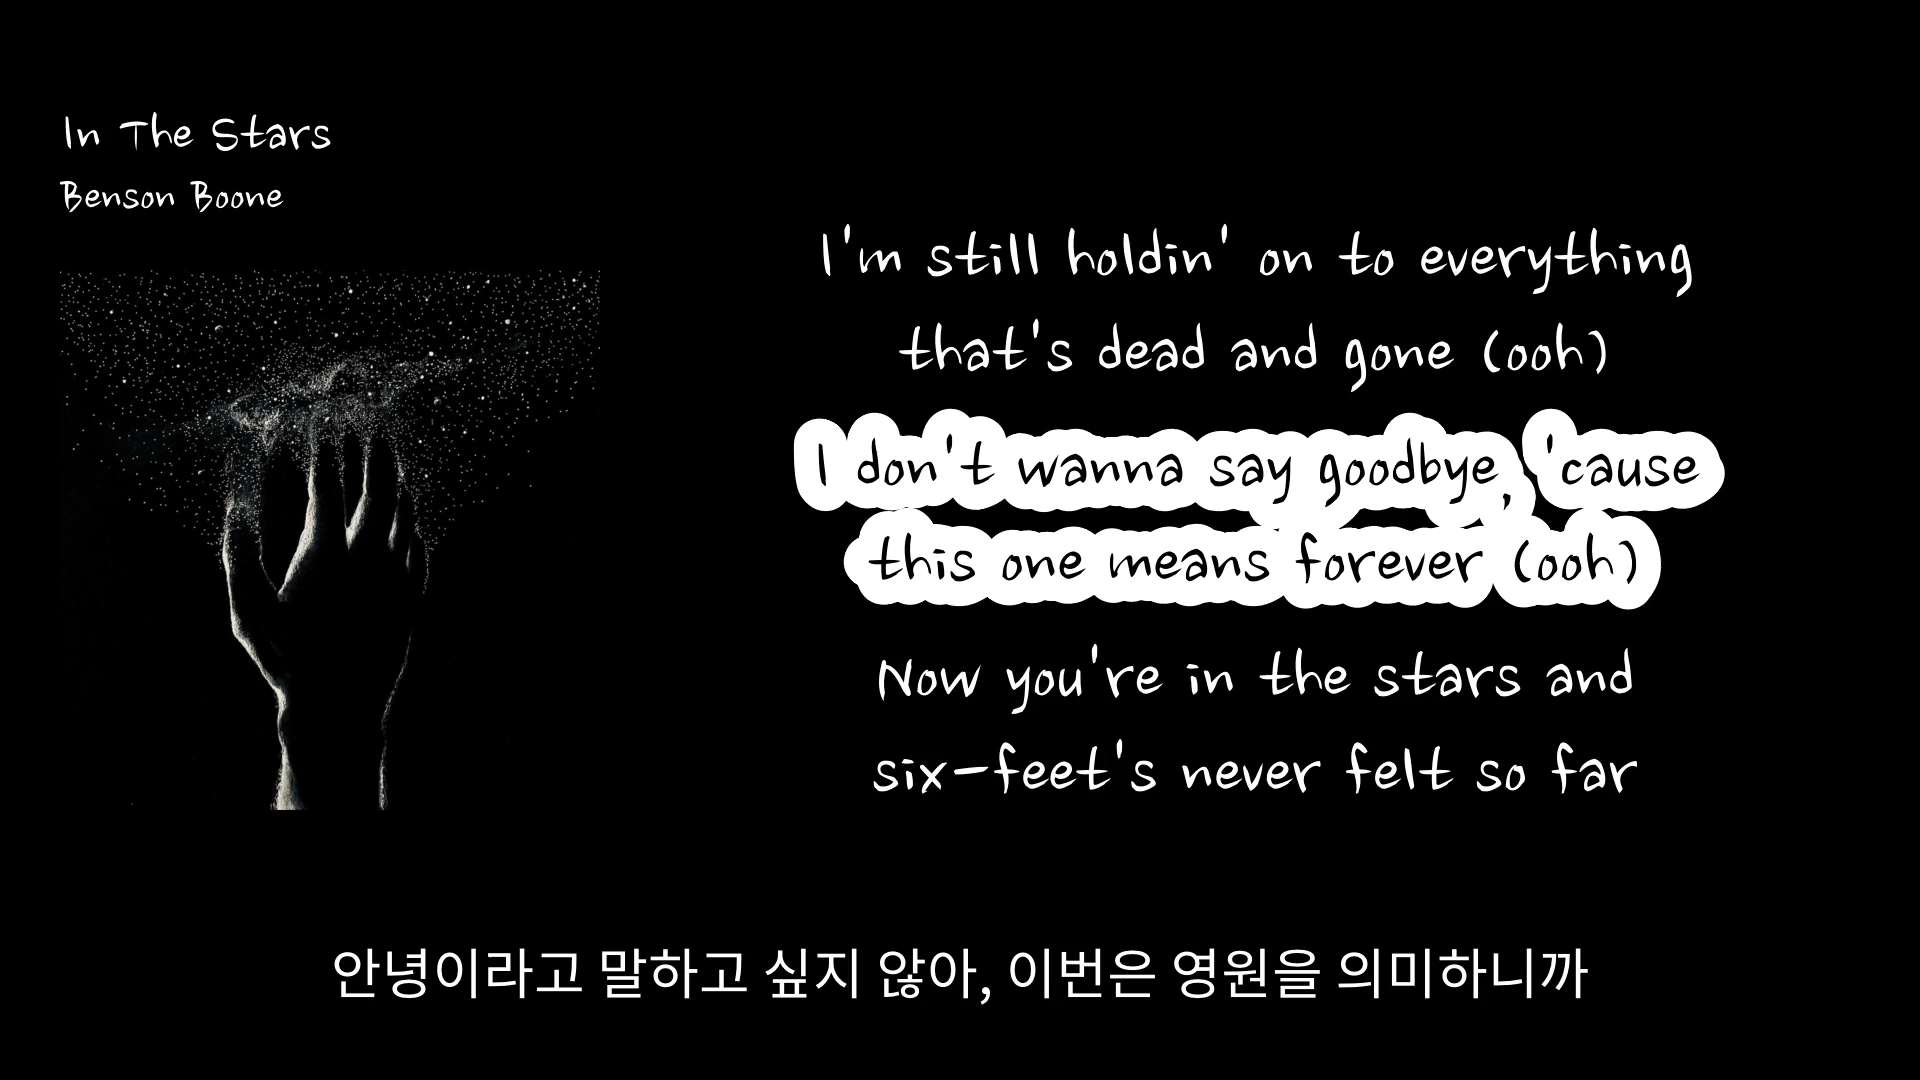 In The Stars
Benson Boone
I'm still holdin' on to everything
that's dead and gone (ooh)
I don't wanna say goodbye, 'cause
this one means forever (ooh)
Now you're in the stars and
six-feet's never felt so far
안녕이라고 말하고 싶지 않아, 이번은 영원을 의미하니까